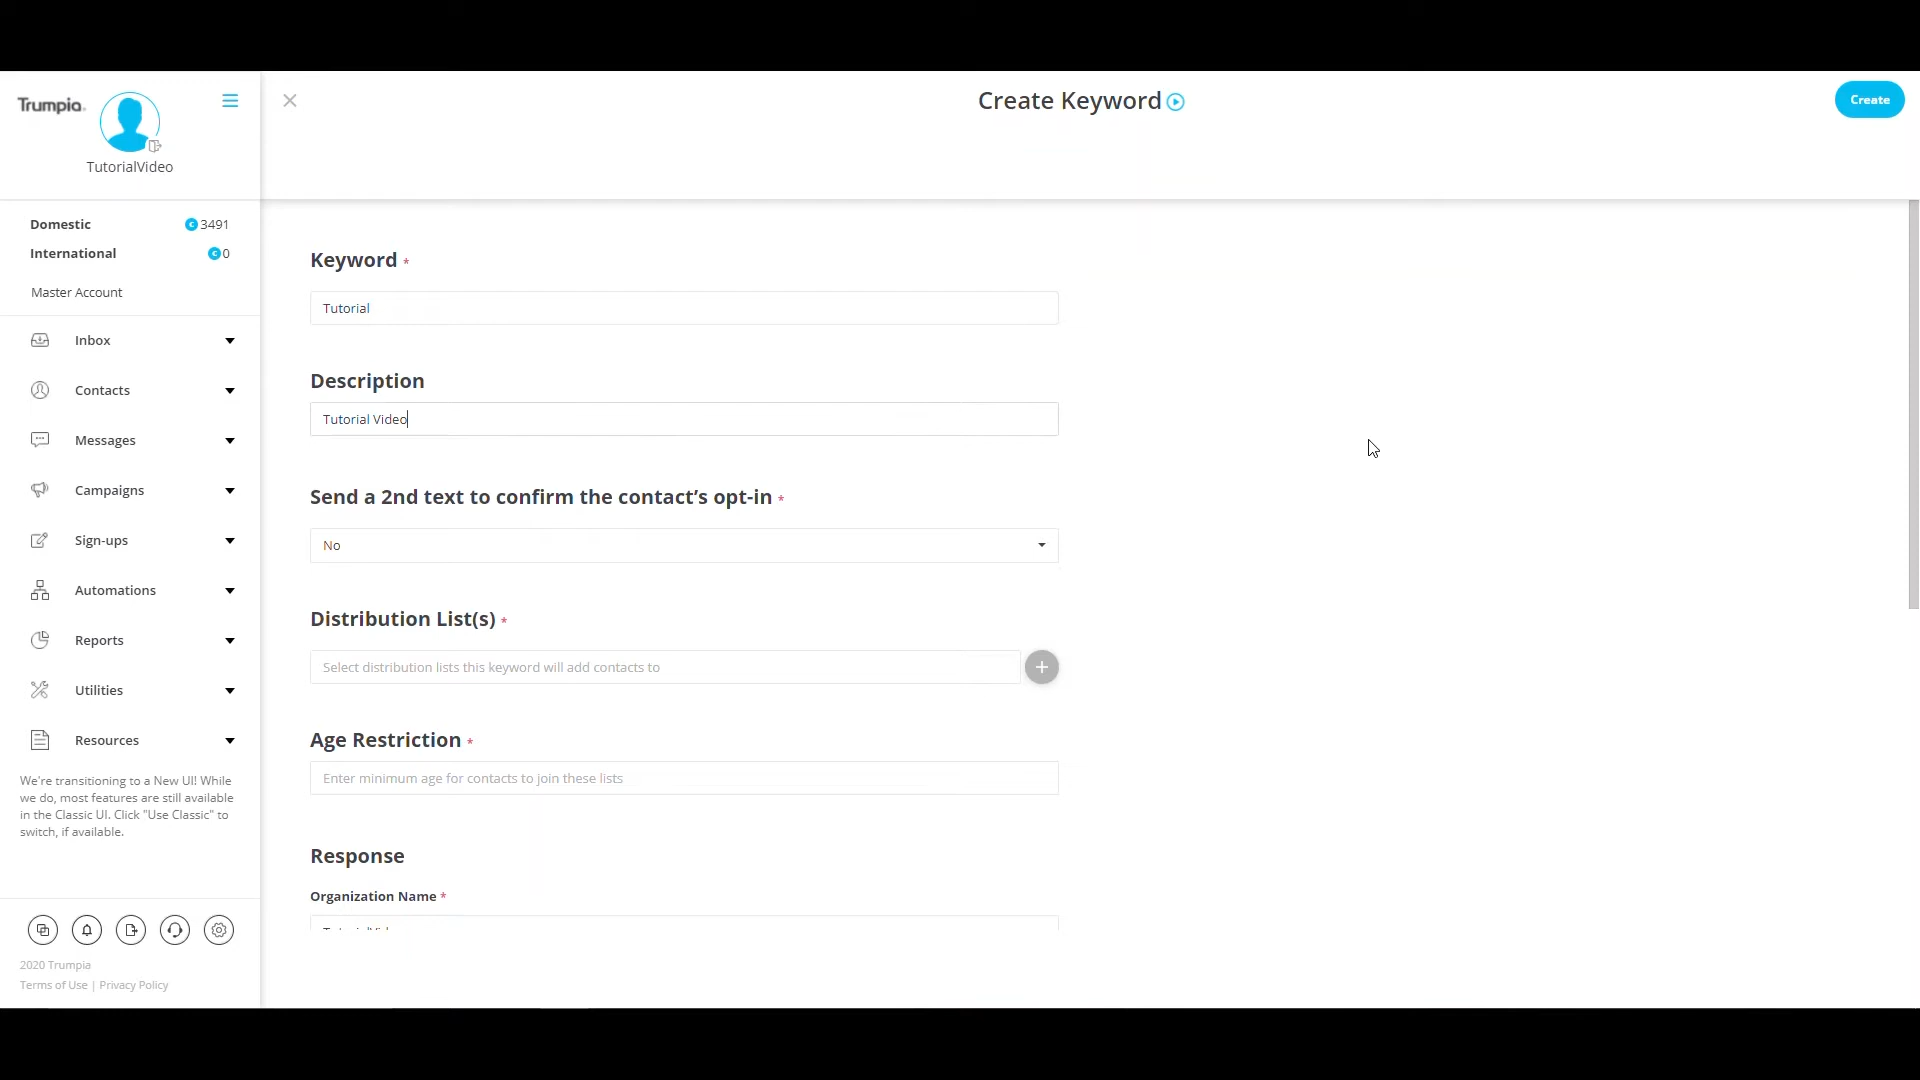 Trumpia.
TutorialVideo
Create Keyword
Create
Domestic
3491
International
0
Master Account
Inbox
Contacts
Messages
Campaigns
Sign-ups
Automations
Reports
Utilities
Resources
We're transitioning to a New UI! While
we do, most features are still available
in the Classic UI. Click "Use Classic" to
switch, if available.
2020 Trumpia
Terms of Use | Privacy Policy
Keyword *
Tutorial
Description
Tutorial Video
Send a 2nd text to confirm the contact’s opt-in *
No
Distribution List(s) *
Select distribution lists this keyword will add contacts to
Age Restriction *
Enter minimum age for contacts to join these lists
Response
Organization Name *